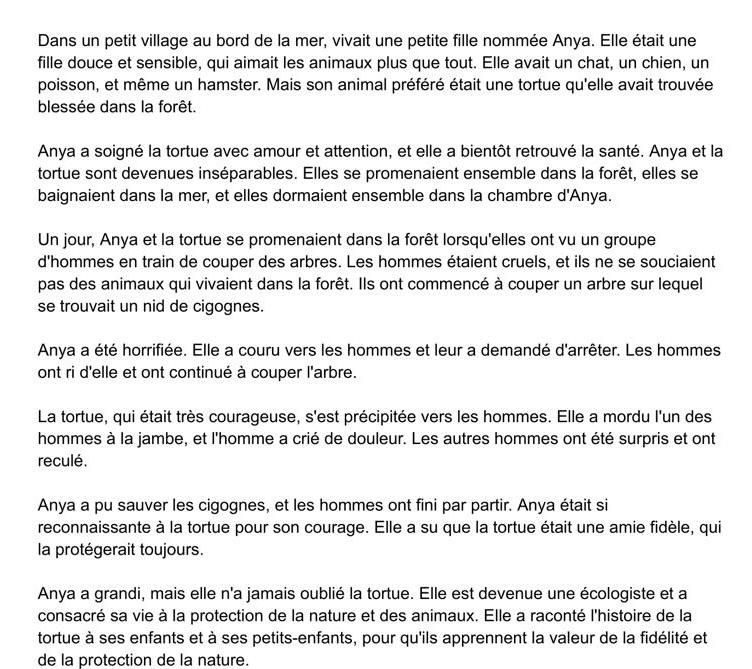 Dans un petit village au bord de la mer, vivait une petite fille nommée Anya. Elle était une
fille douce et sensible, qui aimait les animaux plus que tout. Elle avait un chat, un chien, un
poisson, et même un hamster. Mais son animal préféré était une tortue qu'elle avait trouvée
blessée dans la forêt.
Anya a soigné la tortue avec amour et attention, et elle a bientôt retrouvé la santé. Anya et la
tortue sont devenues inséparables. Elles se promenaient ensemble dans la forêt, elles se
baignaient dans la mer, et elles dormaient ensemble dans la chambre d'Anya.
Un jour, Anya et la tortue se promenaient dans la forêt lorsqu'elles ont vu un groupe
d'hommes en train de couper des arbres. Les hommes étaient cruels, et ils ne se souciaient
pas des animaux qui vivaient dans la forêt. Ils ont commencé à couper un arbre sur lequel
se trouvait un nid de cigognes.
Anya a été horrifiée. Elle a couru vers les hommes et leur a demandé d'arrêter. Les hommes
ont ri d'elle et ont continué à couper l'arbre.
La tortue, qui était très courageuse, s'est précipitée vers les hommes. Elle a mordu l'un des
hommes à la jambe, et l'homme a crié de douleur. Les autres hommes ont été surpris et ont
reculé.
Anya a pu sauver les cigognes, et les hommes ont fini par partir. Anya était si
reconnaissante à la tortue pour son courage. Elle a su que la tortue était une amie fidèle, qui
la protégerait toujours.
Anya a grandi, mais elle n'a jamais oublié la tortue. Elle est devenue une écologiste et a
consacré sa vie à la protection de la nature et des animaux. Elle a raconté l'histoire de la
tortue à ses enfants et à ses petits-enfants, pour qu'ils apprennent la valeur de la fidélité et
de la protection de la nature.